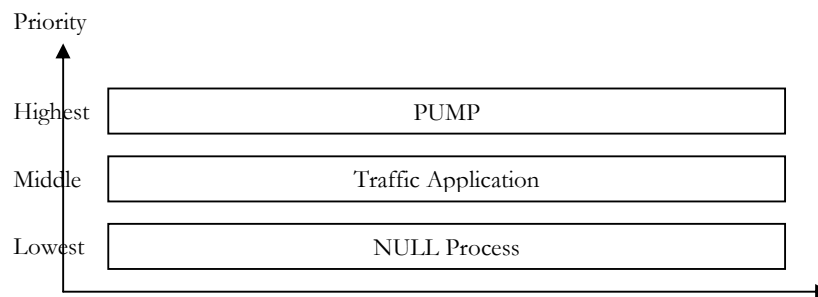 Priority
Highest PUMP
Middle Traffic Application
Lowest NULL Process